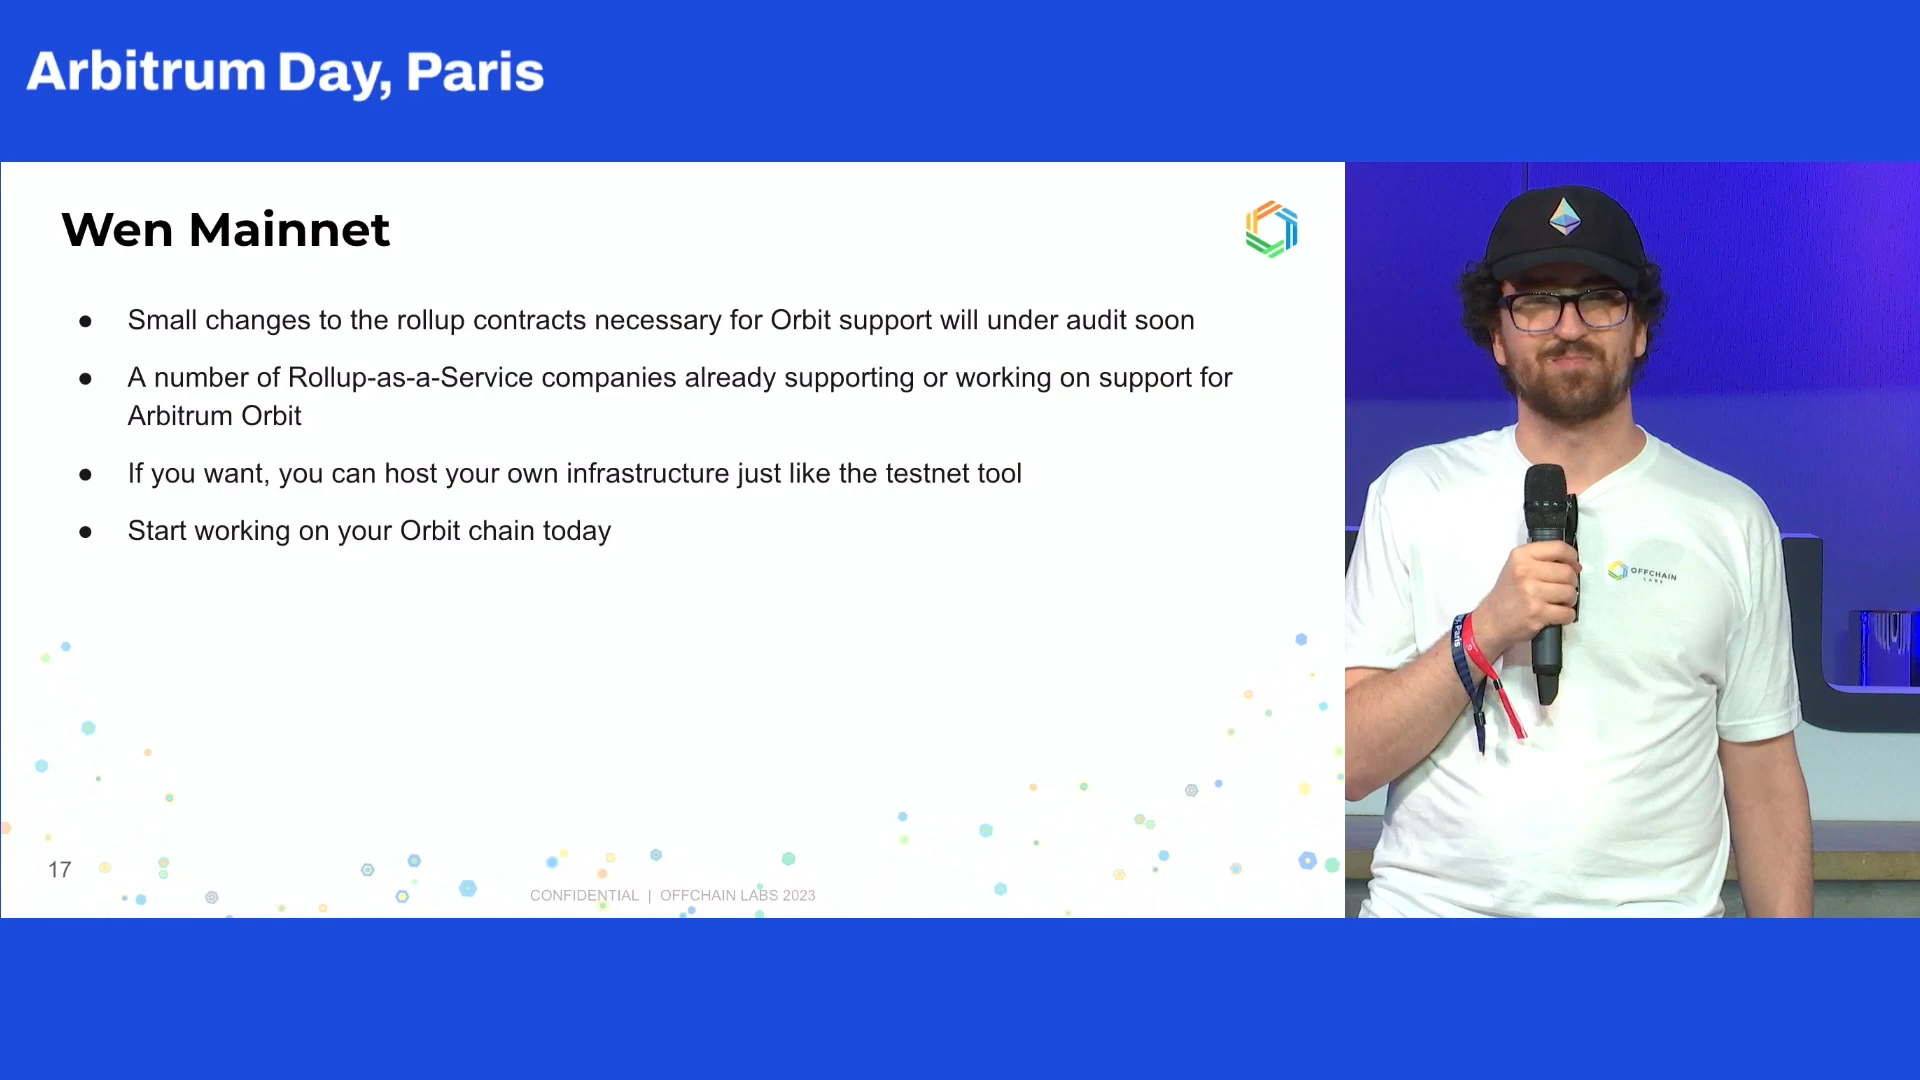 Arbitrum Day, Paris
Wen Mainnet
● Small changes to the rollup contracts necessary for Orbit support will under audit soon
● A number of Rollup-as-a-Service companies already supporting or working on support for
Arbitrum Orbit
● If you want, you can host your own infrastructure just like the testnet tool
● Start working on your Orbit chain today
17
CONFIDENTIAL | OFFCHAIN LABS 2023
OFFCHAIN
LABS
Paris